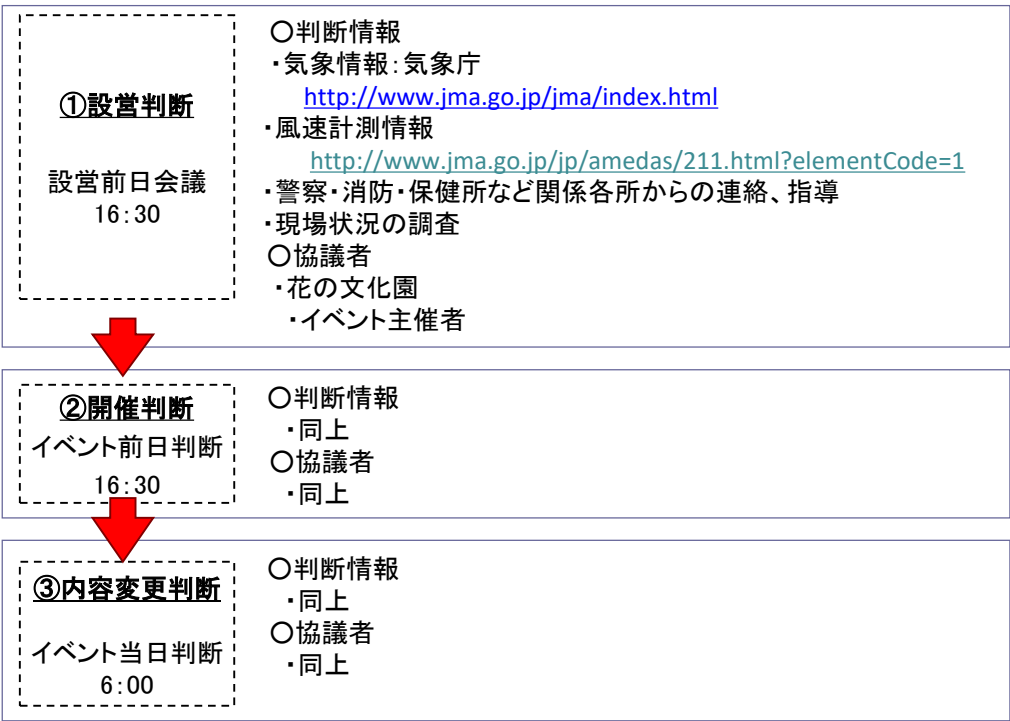 ①設営判断
設営前日会議
16：30
〇判断情報
・気象情報：気象庁
http://www.jma.go.jp/jma/index.html
・風速計測情報
http://www.jma.go.jp/jp/amedas/211.html?elementCode=1
・警察・消防・保健所など関係各所からの連絡、指導
・現場状況の調査
〇協議者
・花の文化園
・イベント主催者
②開催判断
イベント前日判断
16：30
〇判断情報
・同上
〇協議者
・同上
③内容変更判断
イベント当日判断
6：00
〇判断情報
・同上
〇協議者
・同上